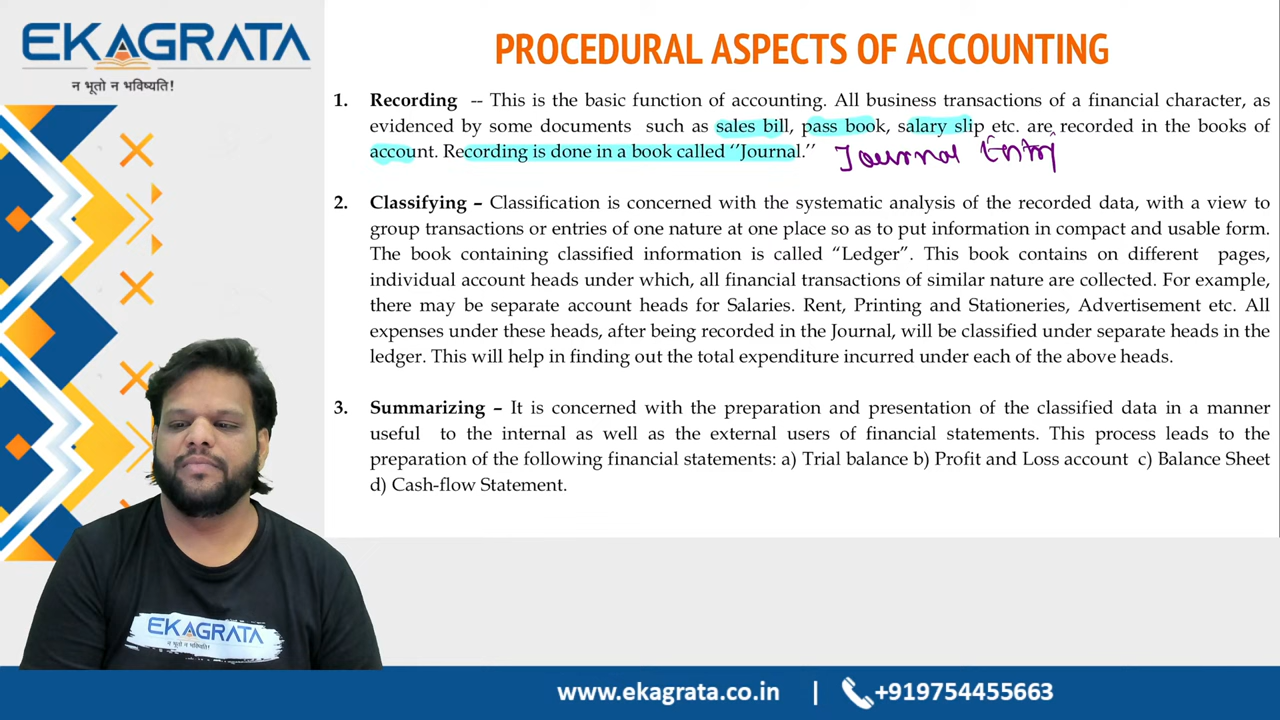 EKAGRATA
न भूतो न भविष्यति!
PROCEDURAL ASPECTS OF ACCOUNTING
1. Recording -- This is the basic function of accounting. All business transactions of a financial character, as
evidenced by some documents such as sales bill, pass book, salary slip etc. are recorded in the books of
account. Recording is done in a book called ‘‘Journal.’’ Journal Entry
2. Classifying – Classification is concerned with the systematic analysis of the recorded data, with a view to
group transactions or entries of one nature at one place so as to put information in compact and usable form.
The book containing classified information is called “Ledger”. This book contains on different pages,
individual account heads under which, all financial transactions of similar nature are collected. For example,
there may be separate account heads for Salaries. Rent, Printing and Stationeries, Advertisement etc. All
expenses under these heads, after being recorded in the Journal, will be classified under separate heads in the
ledger. This will help in finding out the total expenditure incurred under each of the above heads.
3. Summarizing – It is concerned with the preparation and presentation of the classified data in a manner
useful to the internal as well as the external users of financial statements. This process leads to the
preparation of the following financial statements: a) Trial balance b) Profit and Loss account c) Balance Sheet
d) Cash-flow Statement.
EKAGRATA
न भूतो न भविष्यति!
www.ekagrata.co.in | +919754455663